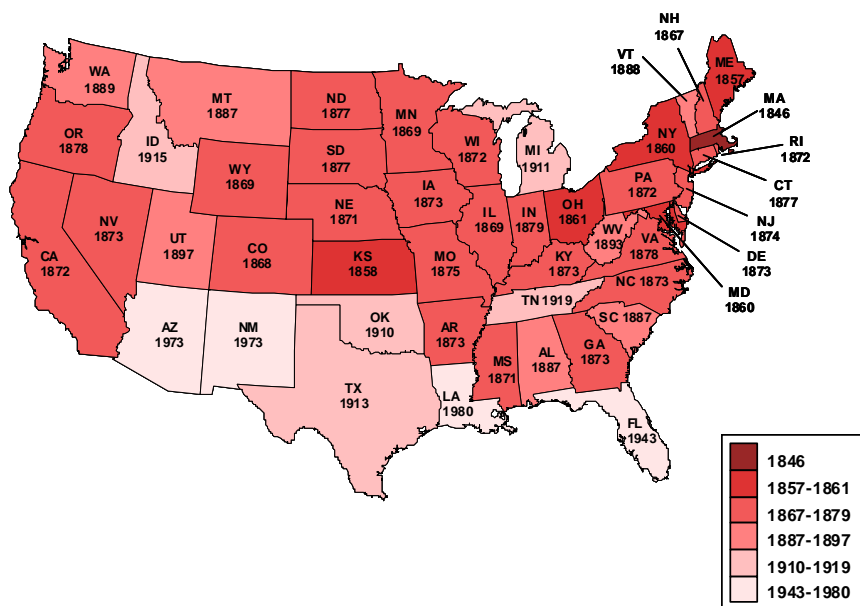 NH
1867
VT
1888
ME
1857
WA
1889
MT
1887
ND
1877
MN
1869
MA
1846
OR
1878
ID
1915
WI
1872
NY
1860
RI
1872
SD
1877
MI
1911
WY
1869
PA
1872
CT
1877
IA
1873
NE
1871
NJ
1874
NV
1873
IL
1869
IN
1879
OH
1861
WV
1893
VA
1878
DE
1873
UT
1897
CO
1868
CA
1872
KS
1858
MO
1875
KY
1873
NC 1873
MD
1860
TN 1919
AZ
1973
NM
1973
OK
1910
AR
1873
SC 1887
MS
1871
AL
1887
GA
1873
TX
1913
LA
1980
FL
1943
1846
1857-1861
1867-1879
1887-1897
1910-1919
1943-1980